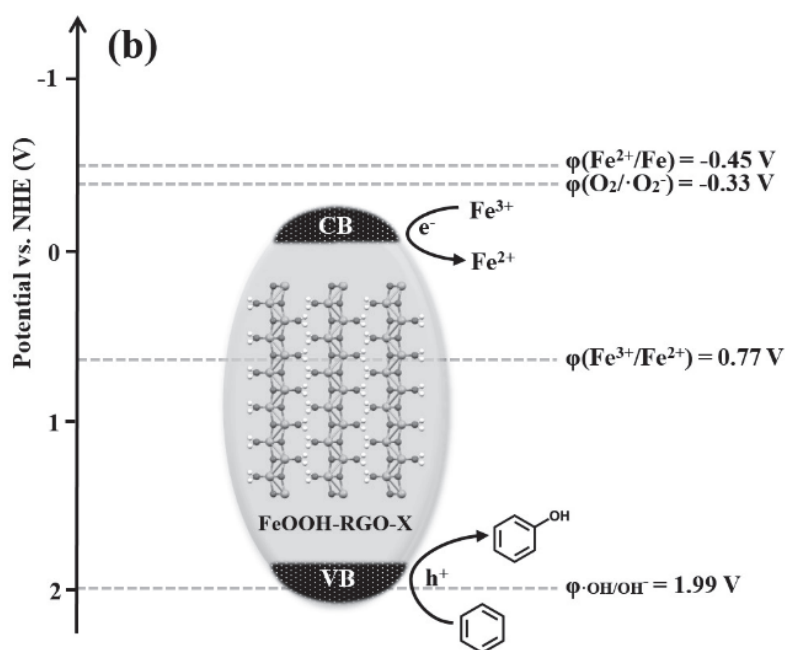 (b)
Potential vs. NHE (V)
-1
0
1
2
φ(Fe²⁺/Fe) = -0.45 V
φ(O₂/·O₂⁻) = -0.33 V
CB
e⁻
Fe³⁺
Fe²⁺
φ(Fe³⁺/Fe²⁺) = 0.77 V
FeOOH-RGO-X
OH
VB
h⁺
φ·OH/OH⁻ = 1.99 V